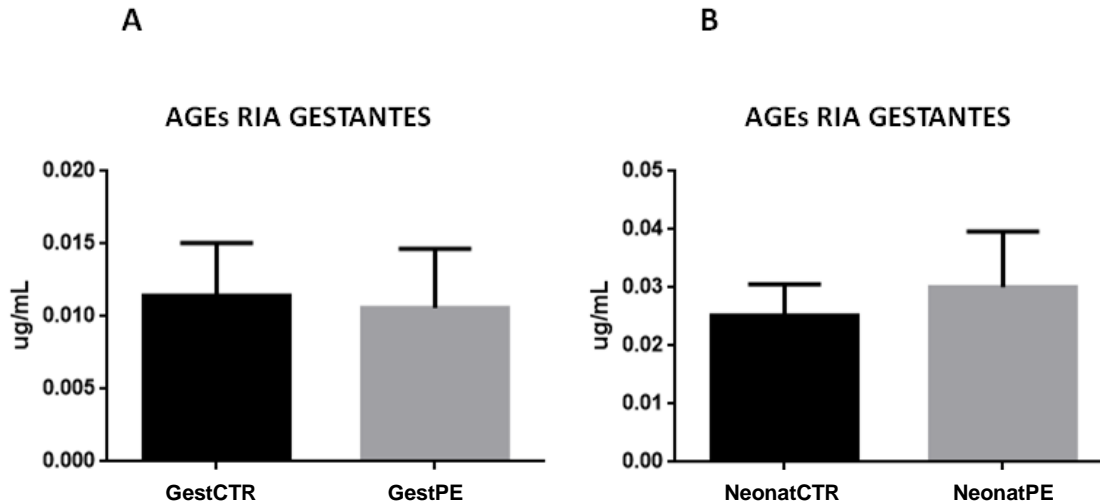 A
AGEs RIA GESTANTES
ug/mL
0.020
0.015
0.010
0.005
0.000
GestCTR GestPE
B
AGEs RIA GESTANTES
ug/mL
0.05
0.04
0.03
0.02
0.01
0.00
NeonatCTR NeonatPE